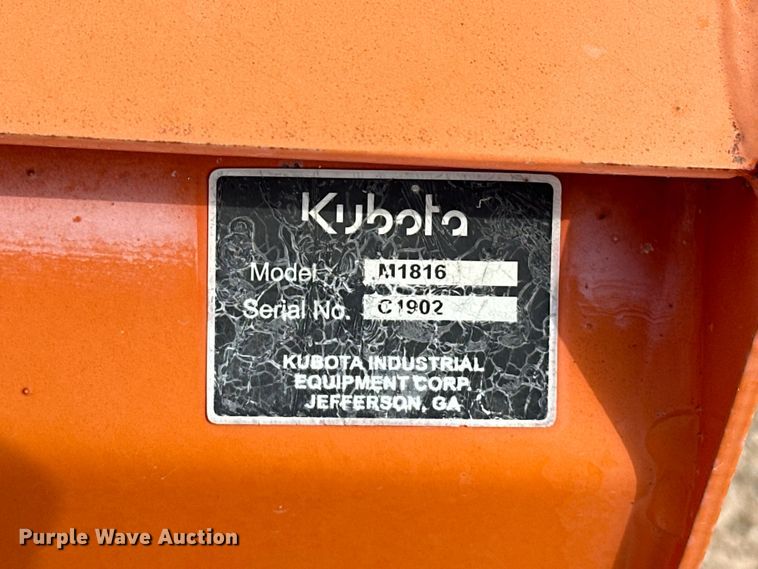 Kubota
Model M1816
Serial No. C1902
KUBOTA INDUSTRIAL
EQUIPMENT CORP.
JEFFERSON, GA
Purple Wave Auction